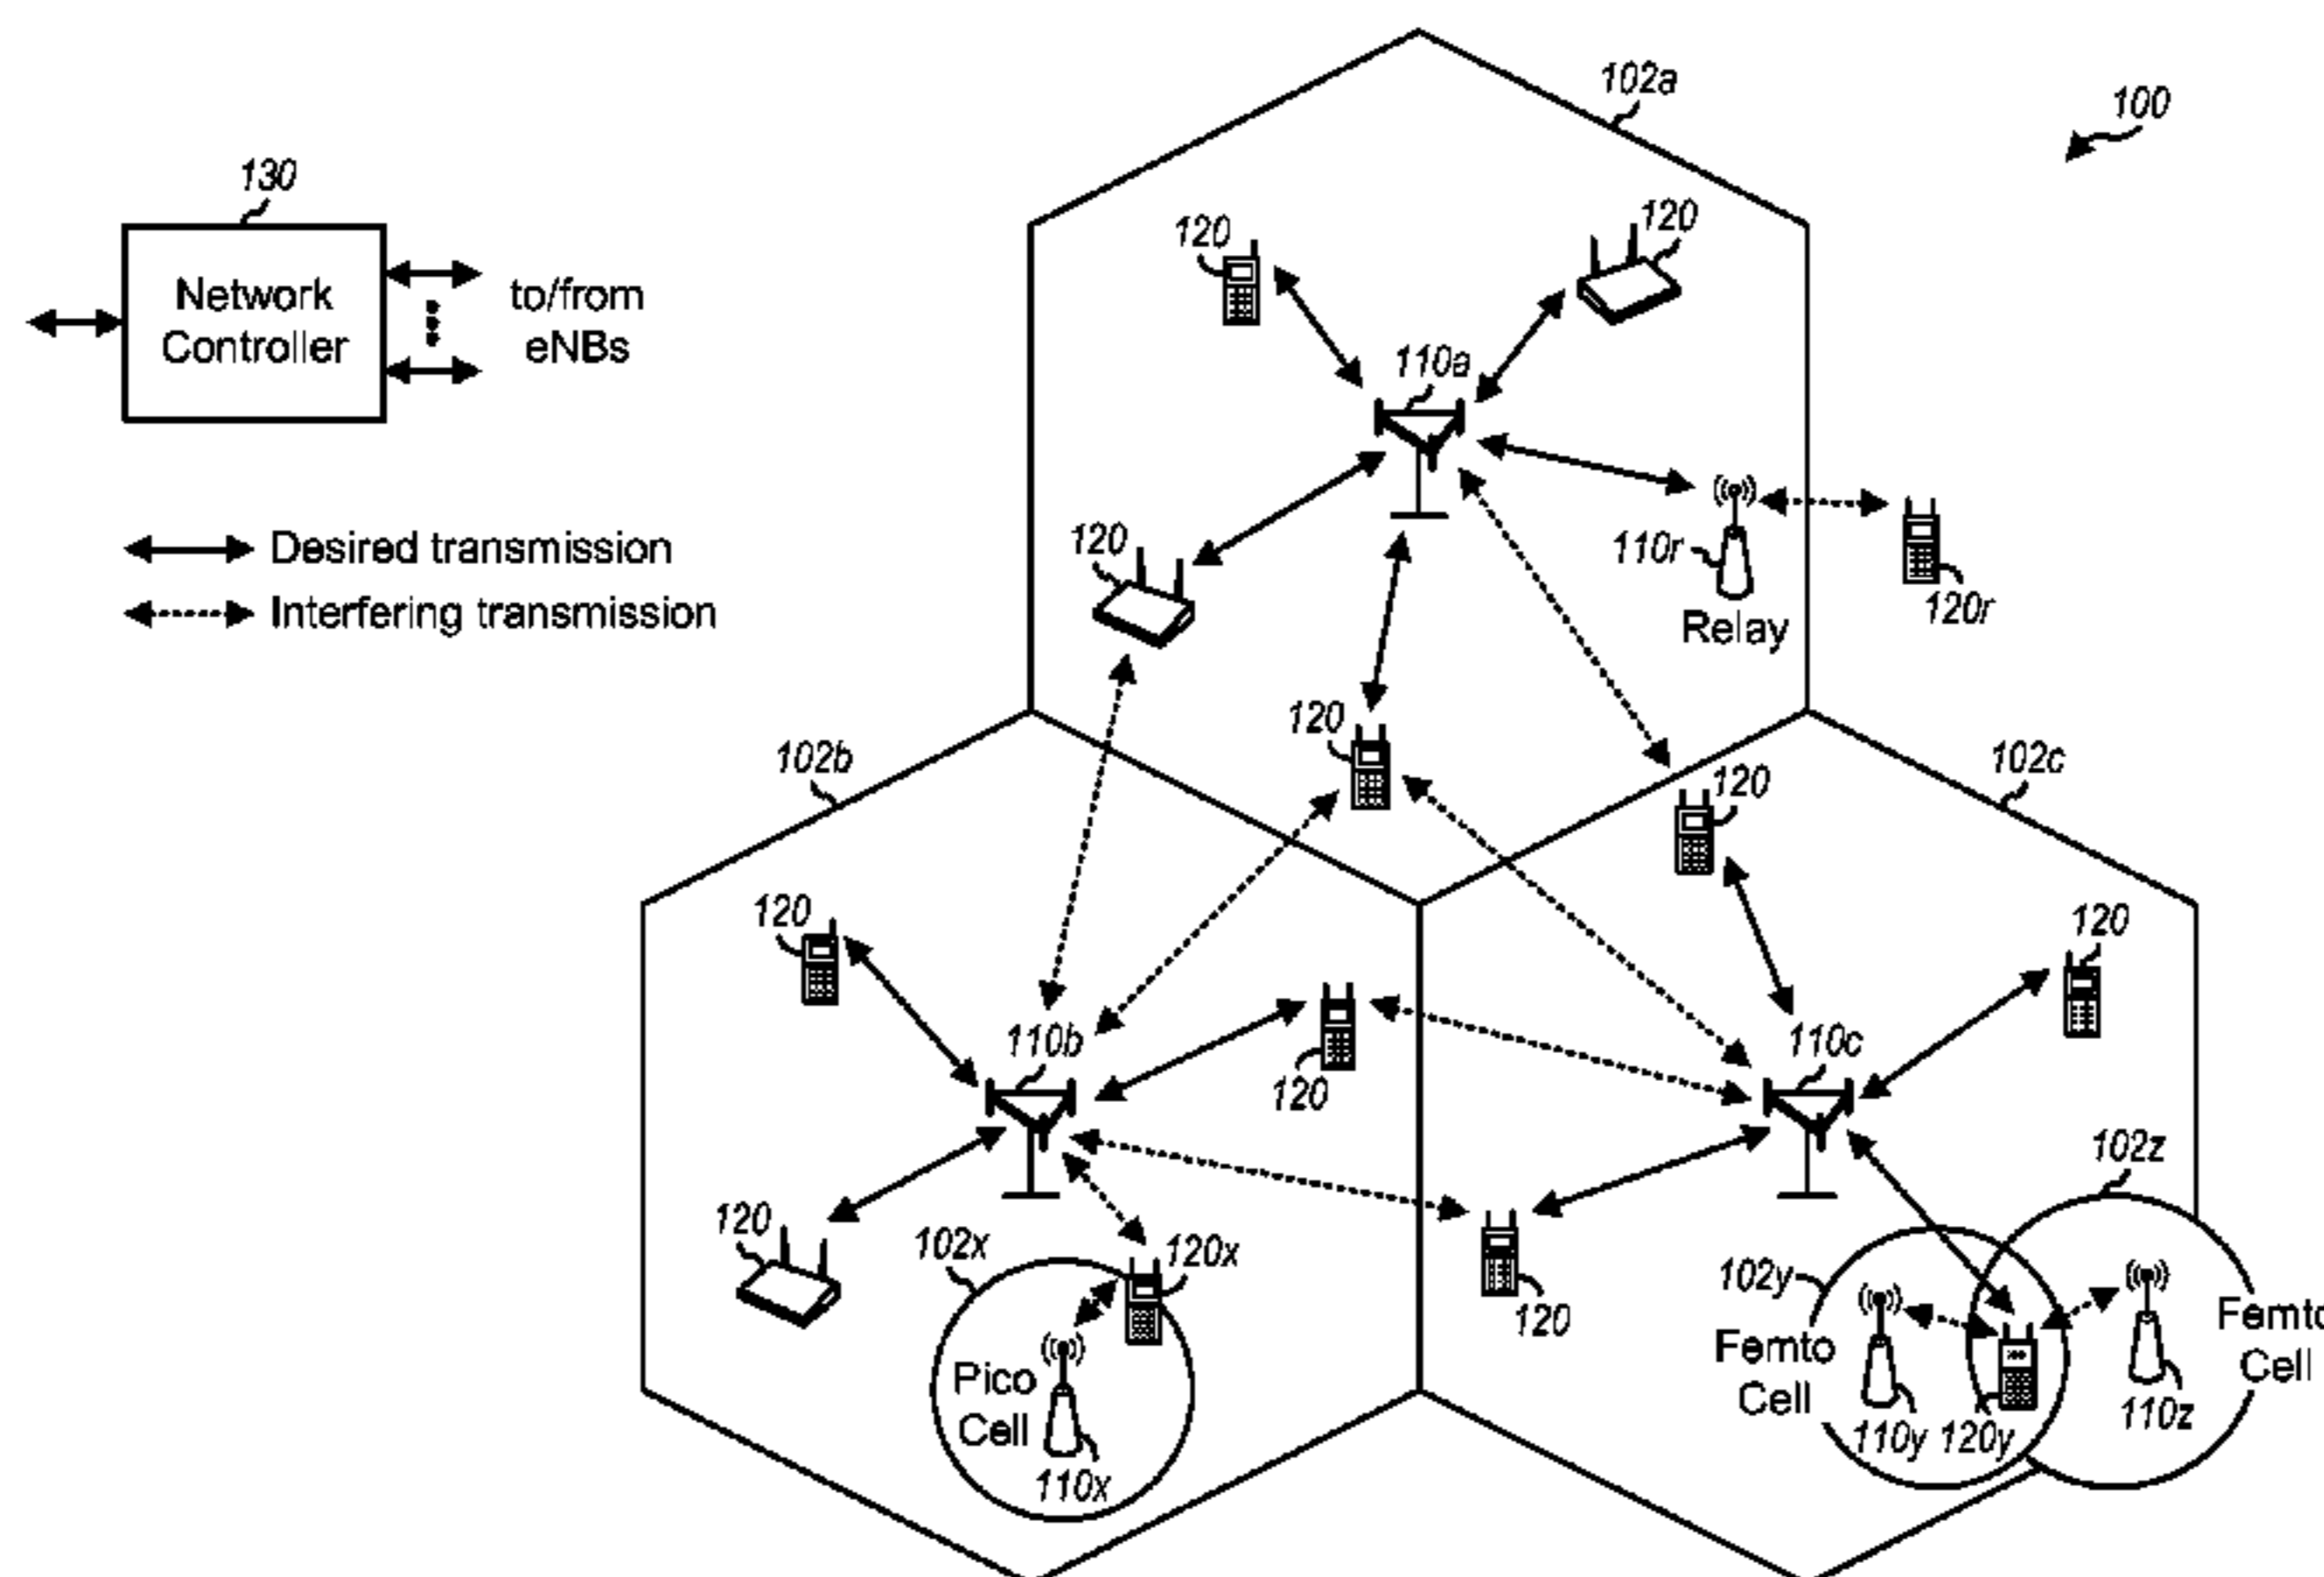 102a
100
130
120
120
Network
Controller
to/from
eNBs
110a
Desired transmission
Interfering transmission
120
110r
Relay
120r
120
102b
120
102c
120
120
110b
120
110c
102z
120
102x
120x
120
102y
Femto
Cell
Pico
Cell
110x
110y
120y
110z
Cell